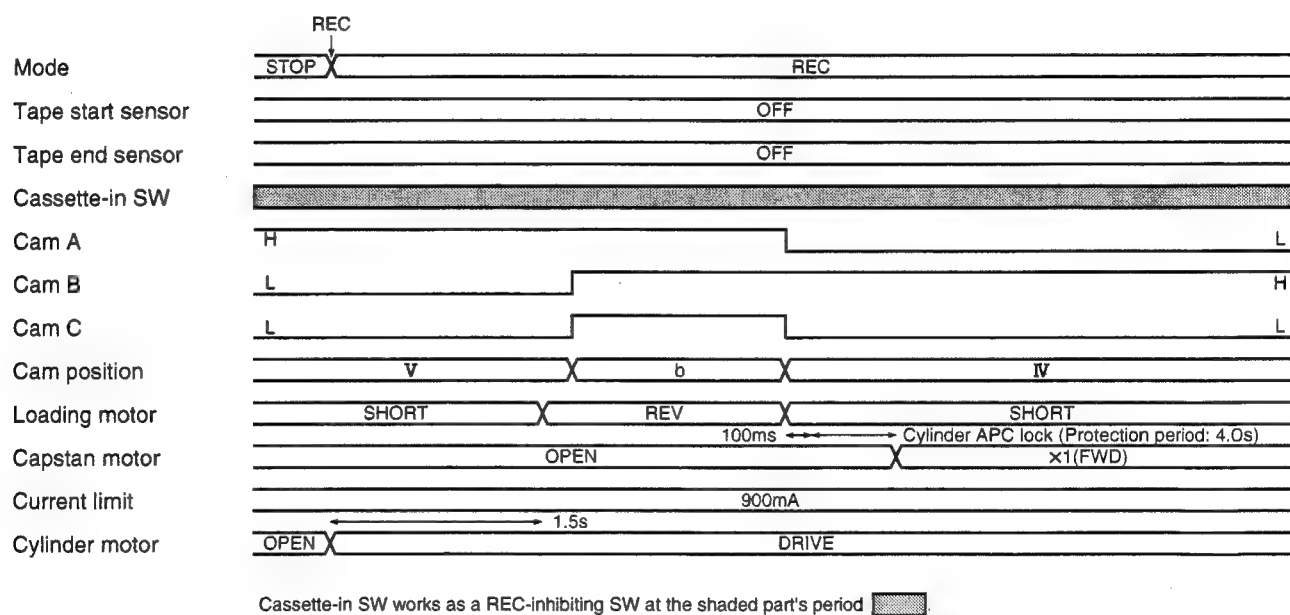 REC
Mode STOP REC
Tape start sensor OFF
Tape end sensor OFF
Cassette-in SW
Cam A H L
Cam B L H
Cam C L L
Cam position V b IV
Loading motor SHORT REV SHORT
100ms Cylinder APC lock (Protection period: 4.0s)
Capstan motor OPEN ×1(FWD)
Current limit 900mA
1.5s
Cylinder motor OPEN DRIVE
Cassette-in SW works as a REC-inhibiting SW at the shaded part's period